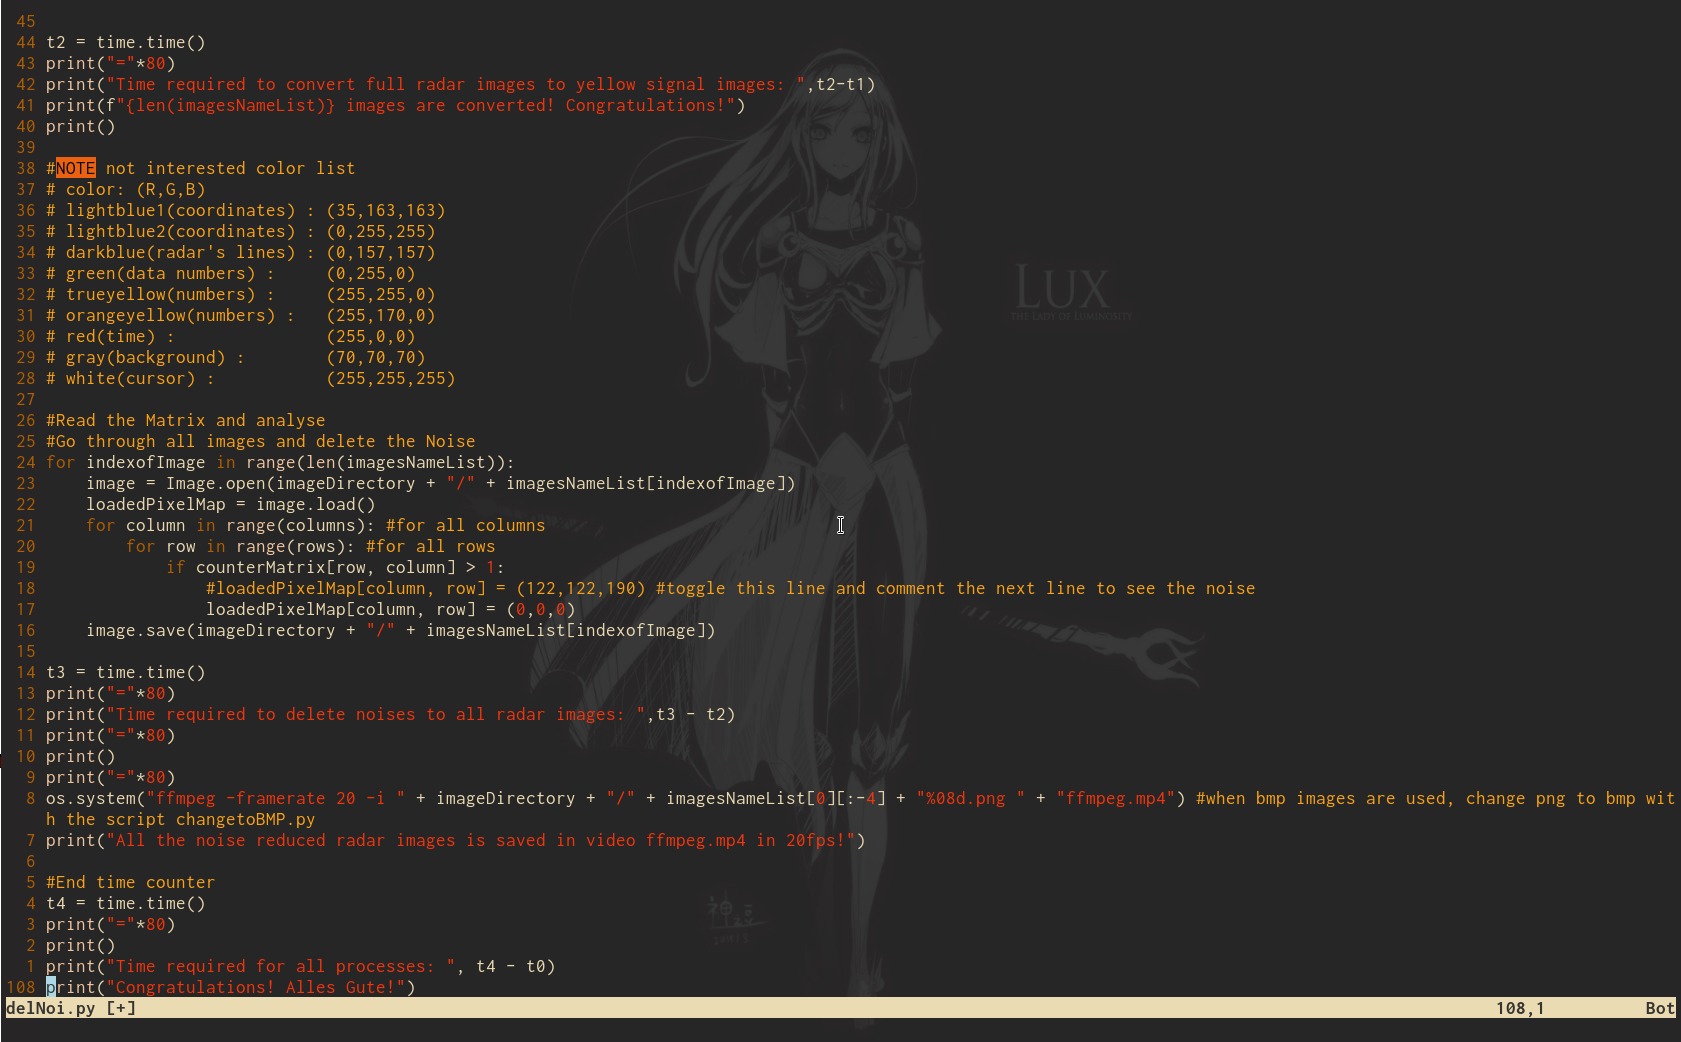 45
44 t2 = time.time()
43 print("="*80)
42 print("Time required to convert full radar images to yellow signal images: ",t2-t1)
41 print(f"{len(imagesNameList)} images are converted! Congratulations!")
40 print()
39
38 #NOTE not interested color list
37 # color: (R,G,B)
36 # lightblue1(coordinates) : (35,163,163)
35 # lightblue2(coordinates) : (0,255,255)
34 # darkblue(radar's lines) : (0,157,157)
33 # green(data numbers) :     (0,255,0)
32 # trueyellow(numbers) :     (255,255,0)
31 # orangeyellow(numbers) :   (255,170,0)
30 # red(time) :               (255,0,0)
29 # gray(background) :        (70,70,70)
28 # white(cursor) :           (255,255,255)
27
26 #Read the Matrix and analyse
25 #Go through all images and delete the Noise
24 for indexofImage in range(len(imagesNameList)):
23     image = Image.open(imageDirectory + "/" + imagesNameList[indexofImage])
22     loadedPixelMap = image.load()
21     for column in range(columns): #for all columns
20         for row in range(rows): #for all rows
19             if counterMatrix[row, column] > 1:
18                 #loadedPixelMap[column, row] = (122,122,190) #toggle this line and comment the next line to see the noise
17                 loadedPixelMap[column, row] = (0,0,0)
16     image.save(imageDirectory + "/" + imagesNameList[indexofImage])
15
14 t3 = time.time()
13 print("="*80)
12 print("Time required to delete noises to all radar images: ",t3 - t2)
11 print("="*80)
10 print()
9 print("="*80)
8 os.system("ffmpeg -framerate 20 -i " + imageDirectory + "/" + imagesNameList[0][:-4] + "%08d.png " + "ffmpeg.mp4") #when bmp images are used, change png to bmp wit
h the script changetoBMP.py
7 print("All the noise reduced radar images is saved in video ffmpeg.mp4 in 20fps!")
6
5 #End time counter
4 t4 = time.time()
3 print("="*80)
2 print()
1 print("Time required for all processes: ", t4 - t0)
108 print("Congratulations! Alles Gute!")
delNoi.py [+] 108,1 Bot
LUX
THE LADY OF LUMINOSITY